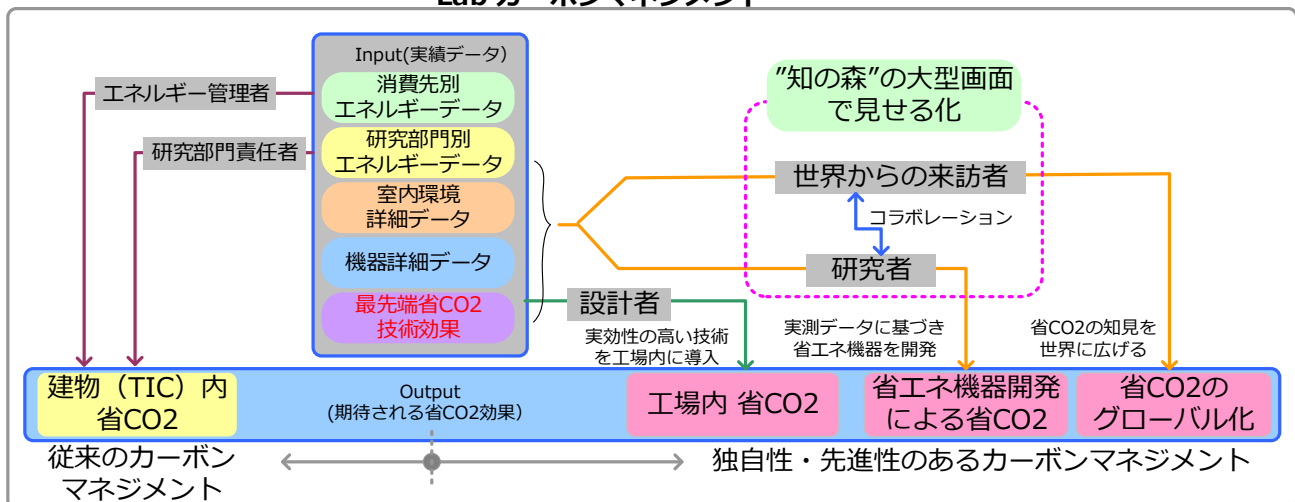 Lab カーボンマネジメント
Input(実績データ)
消費先別
エネルギーデータ
研究部門別
エネルギーデータ
室内環境
詳細データ
機器詳細データ
最先端省CO2
技術効果
エネルギー管理者
研究部門責任者
”知の森”の大型画面
で見せる化
世界からの来訪者
コラボレーション
研究者
設計者
実効性の高い技術
を工場内に導入
実測データに基づき
省エネ機器を開発
省CO2の知見を
世界に広げる
建物（TIC）内
省CO2
Output
(期待される省CO2効果)
工場内 省CO2
省エネ機器開発
による省CO2
省CO2の
グローバル化
従来のカーボン
マネジメント
独自性・先進性のあるカーボンマネジメント